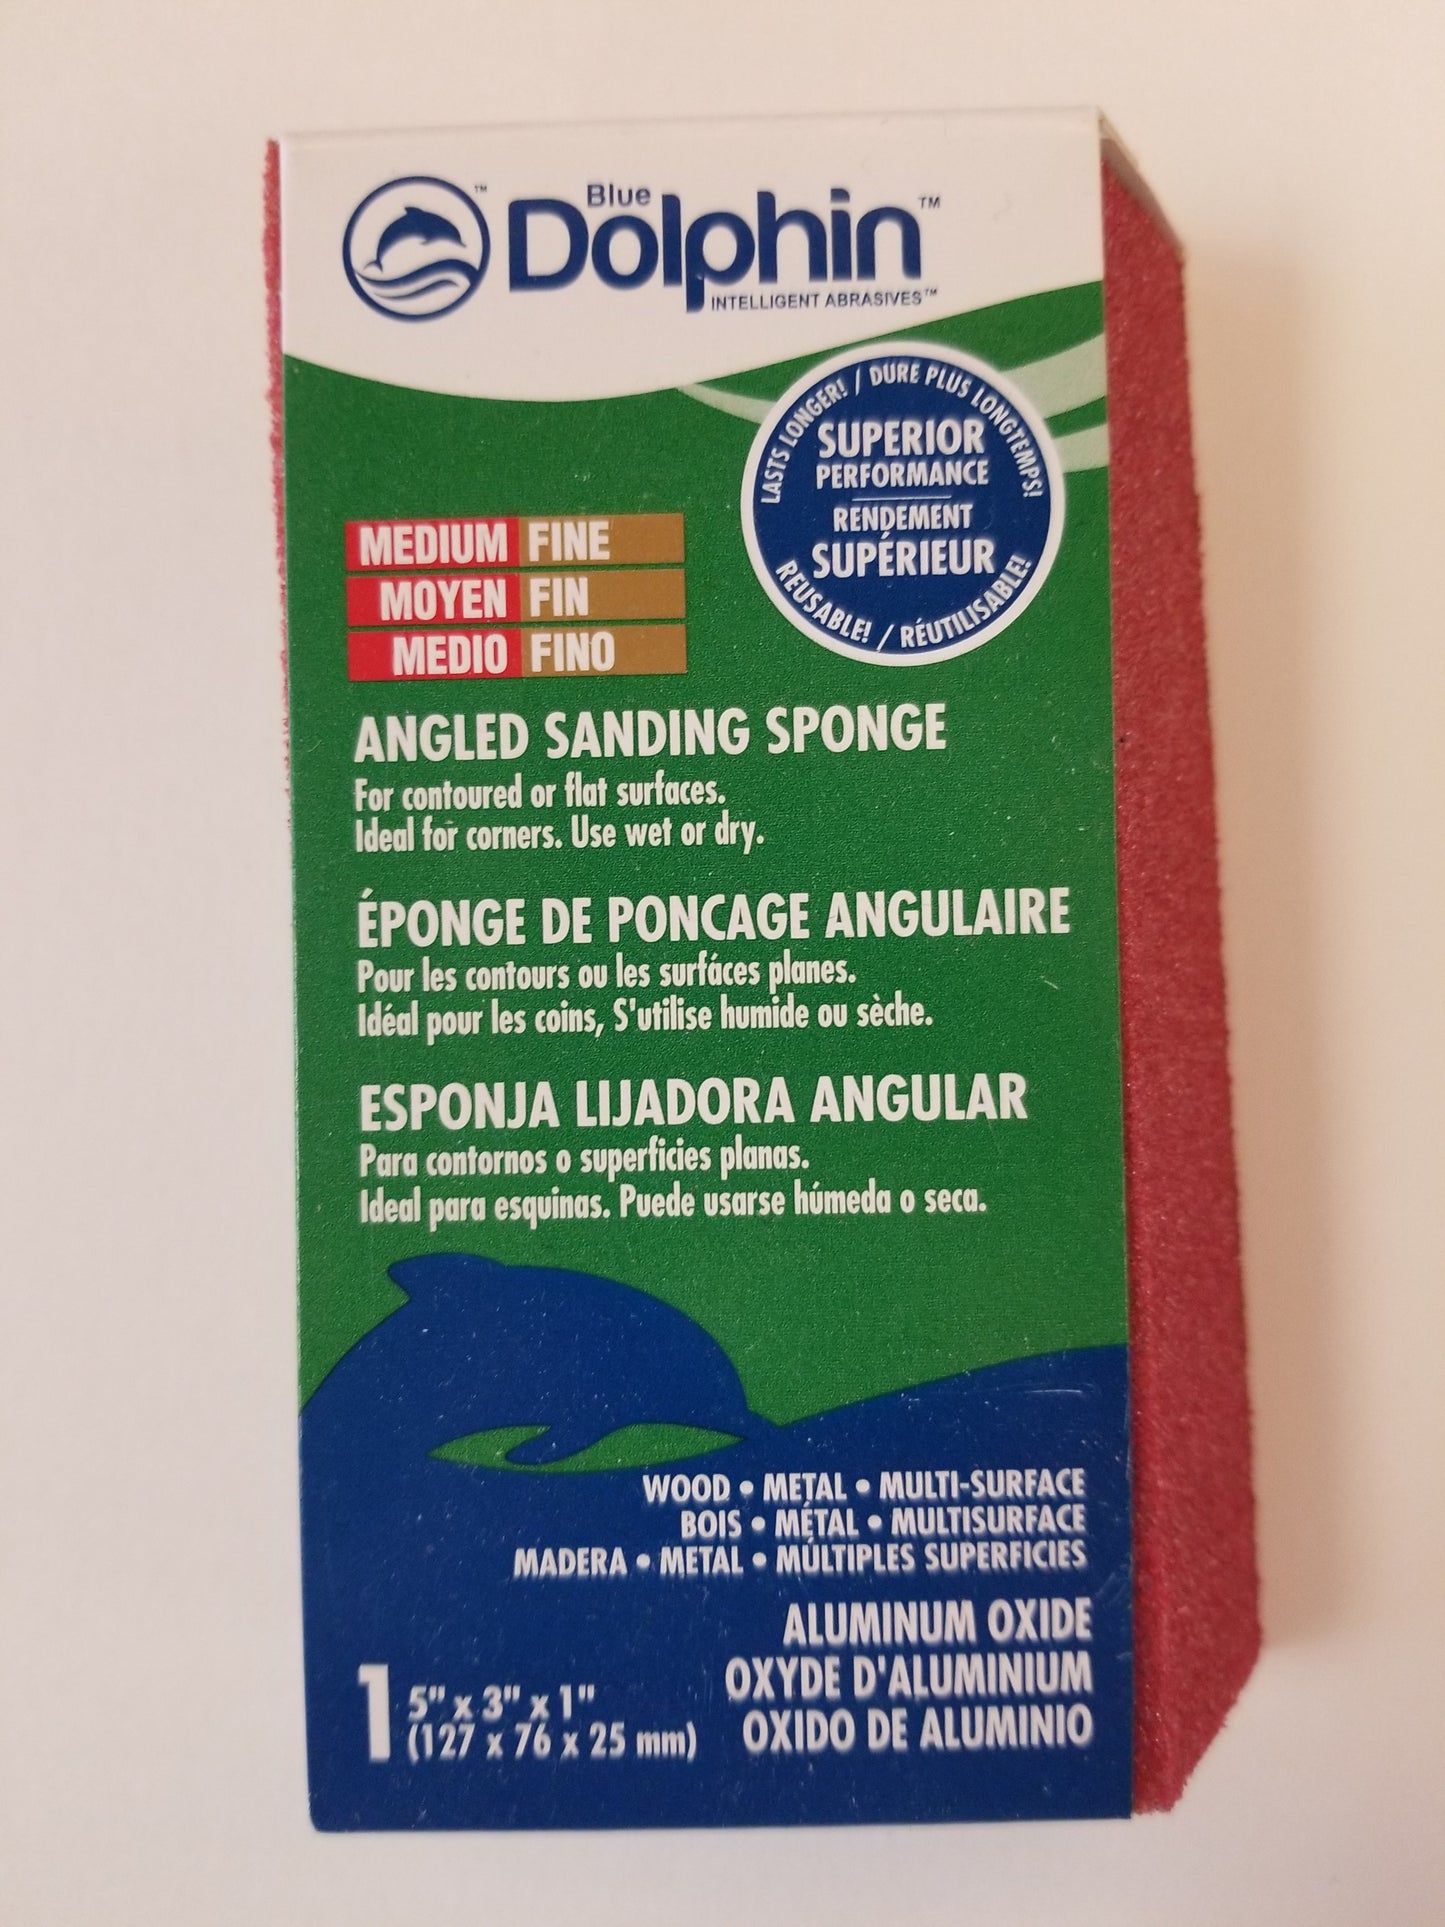 Blue
Dolphin™
INTELLIGENT ABRASIVES™
™
LASTS LONGER! / DURE PLUS LONGTEMPS!
SUPERIOR
PERFORMANCE
RENDEMENT
SUPÉRIEUR
REUSABLE! / RÉUTILISABLE!
MEDIUM FINE
MOYEN FIN
MEDIO FINO
ANGLED SANDING SPONGE
For contoured or flat surfaces.
Ideal for corners. Use wet or dry.
ÉPONGE DE PONCAGE ANGULAIRE
Pour les contours ou les surfáces planes.
Idéal pour les coins, S'utilise humide ou sèche.
ESPONJA LIJADORA ANGULAR
Para contornos o superficies planas.
Ideal para esquinas. Puede usarse húmeda o seca.
WOOD • METAL • MULTI-SURFACE
BOIS • MÉTAL • MULTISURFACE
MADERA • METAL • MÚLTIPLES SUPERFICIES
ALUMINUM OXIDE
OXYDE D'ALUMINIUM
OXIDO DE ALUMINIO
1 5" x 3" x 1"
(127 x 76 x 25 mm)